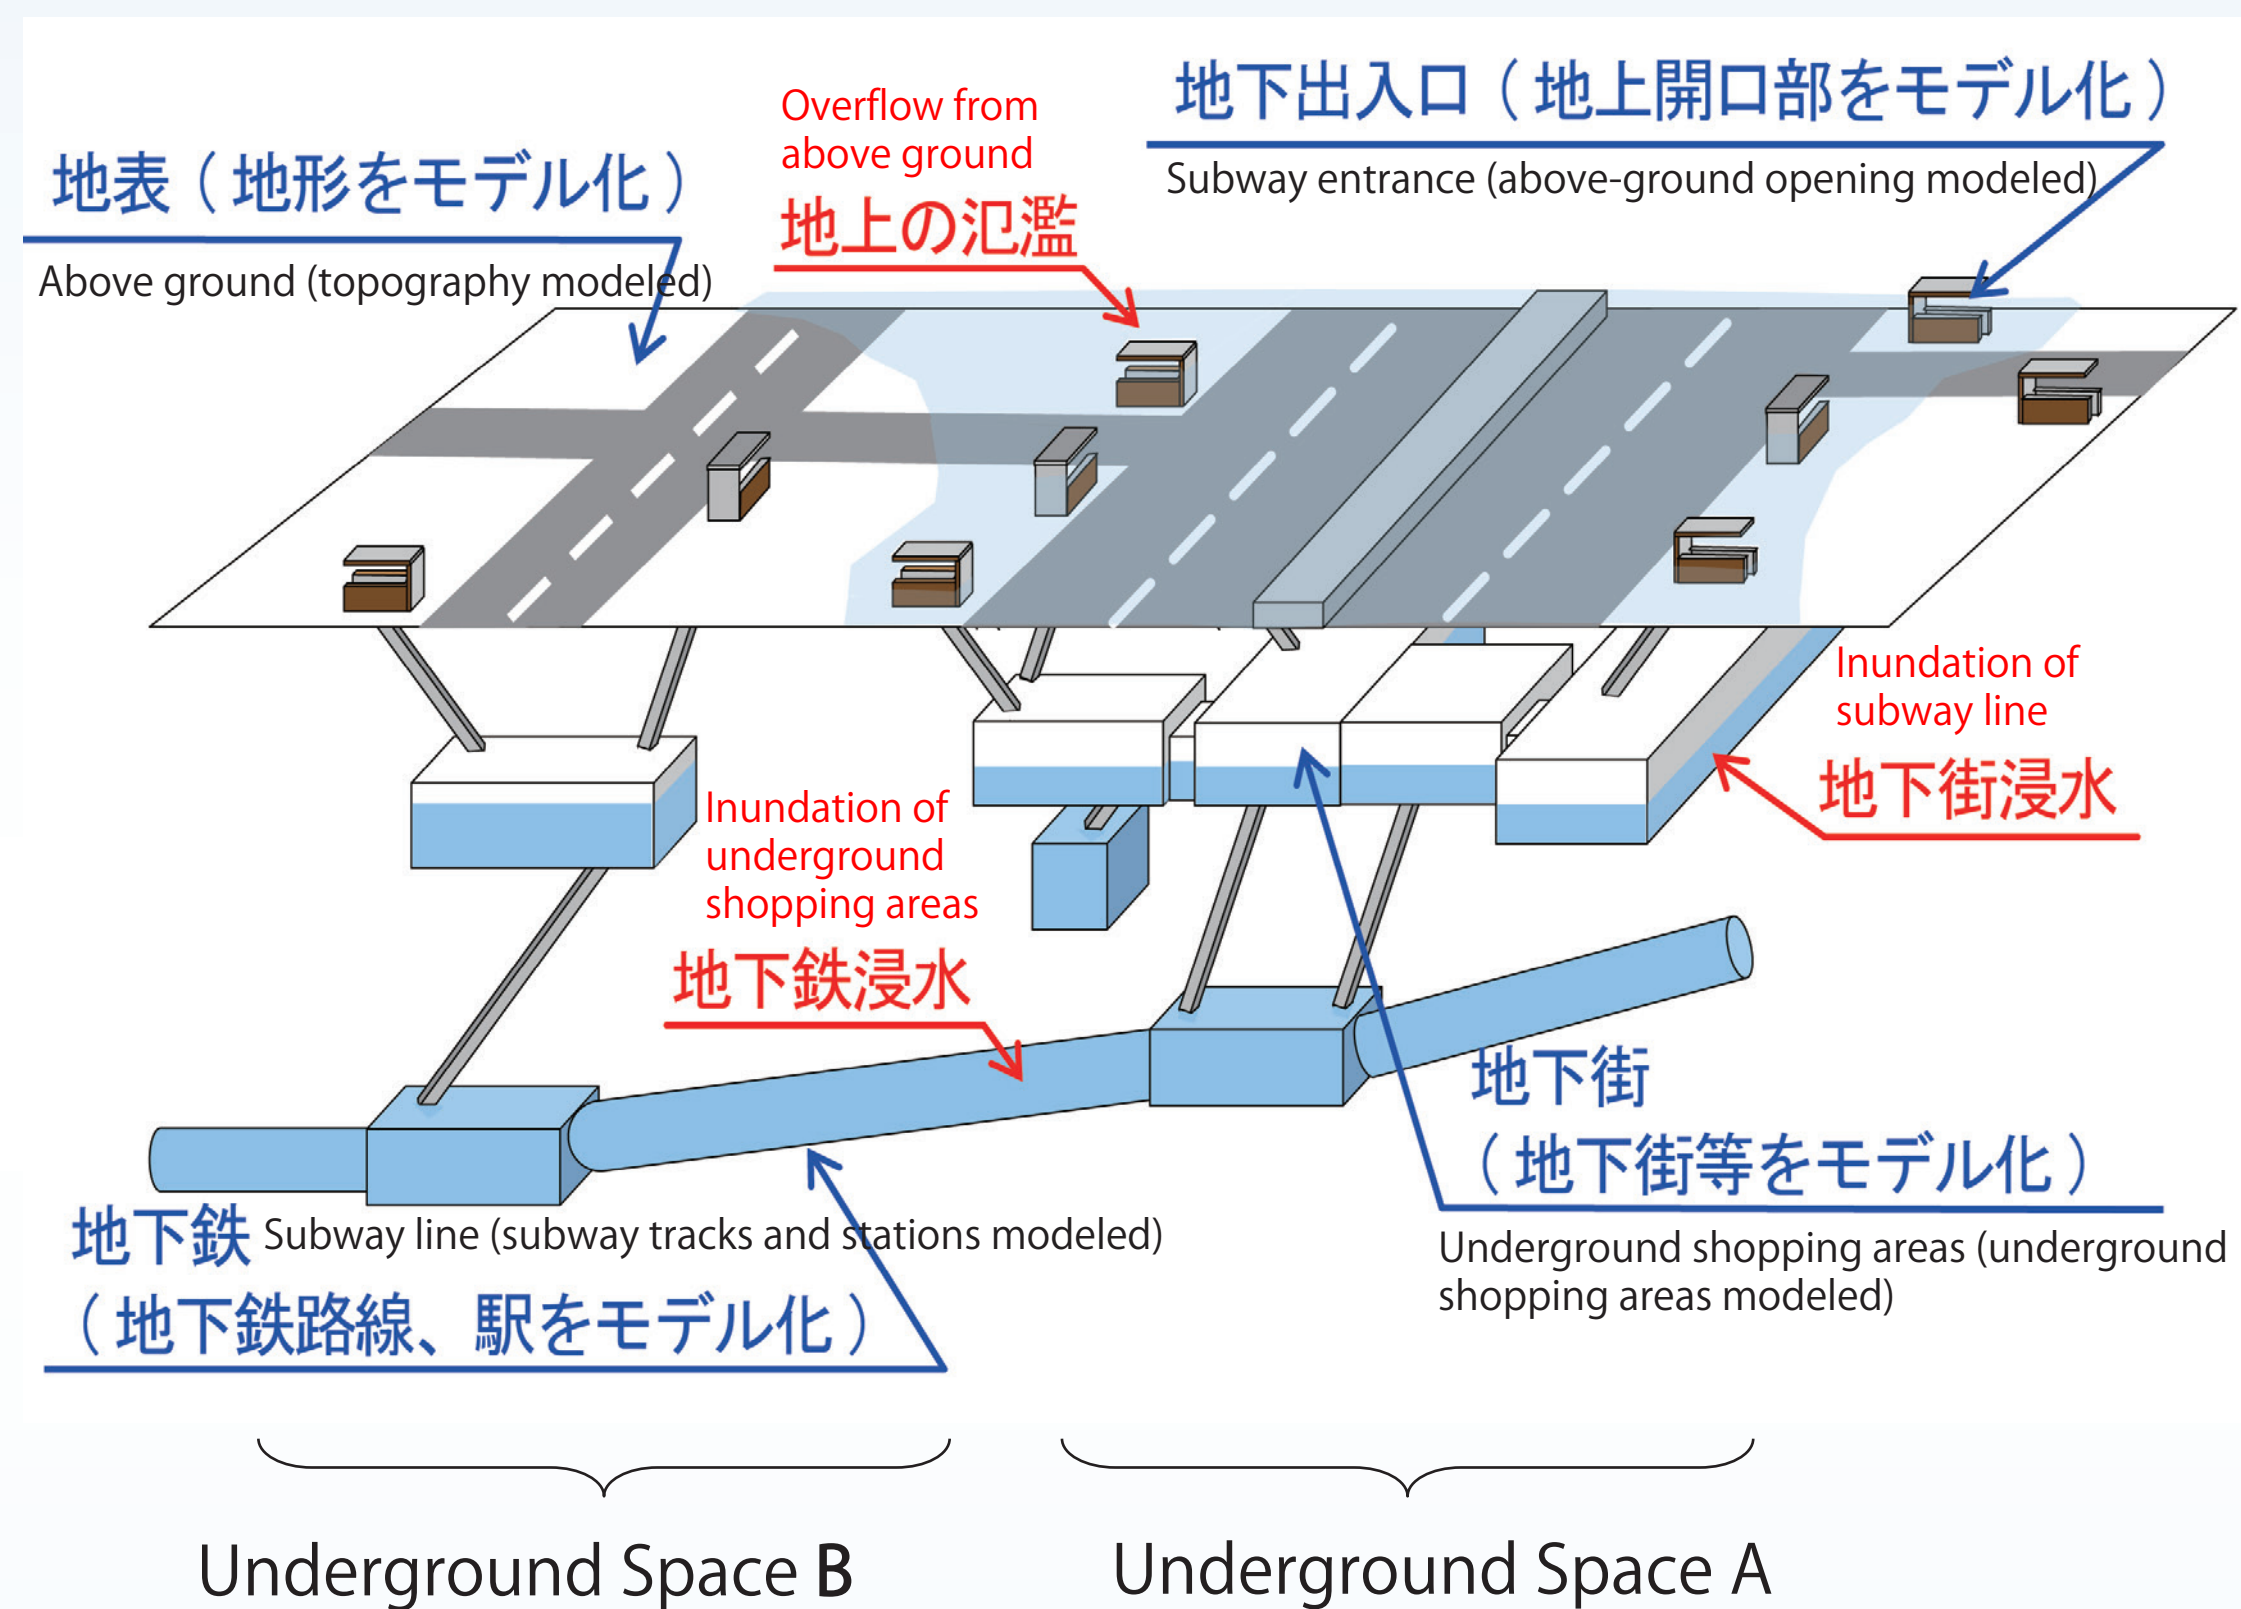 地下出入口（地上開口部をモデル化）
Subway entrance (above-ground opening modeled)
Overflow from
above ground
地上の氾濫
地表（地形をモデル化）
Above ground (topography modeled)
Inundation of
subway line
地下街浸水
Inundation of
underground
shopping areas
地下鉄浸水
地下街
（地下街等をモデル化）
Underground shopping areas (underground
shopping areas modeled)
地下鉄 Subway line (subway tracks and stations modeled)
（地下鉄路線、駅をモデル化）
Underground Space B
Underground Space A